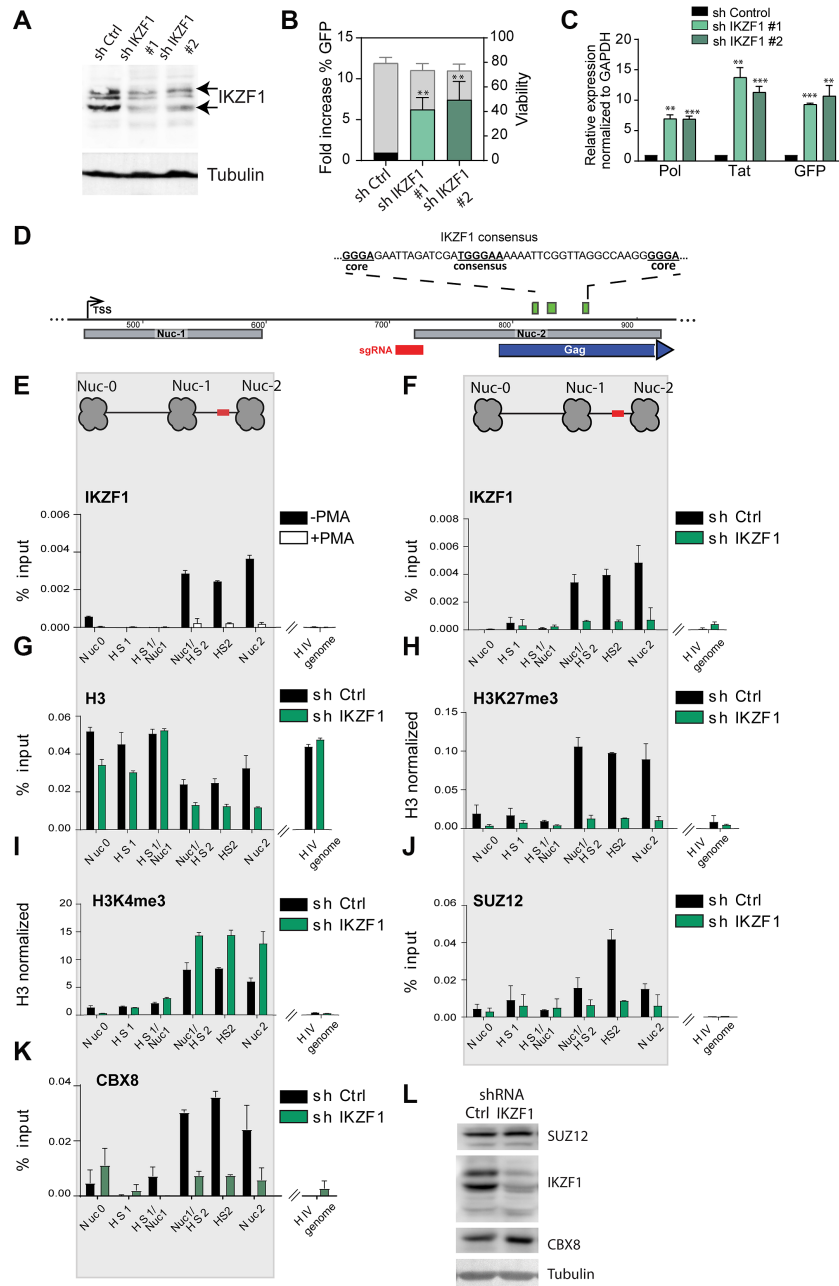 A
sh Ctrl
sh IKZF1 #1
sh IKZF1 #2
IKZF1
Tubulin
B
Fold increase % GFP
15
10
5
0
100
80
60
40
20
0
Viability
**
**
sh Ctrl
sh IKZF1 #1
sh IKZF1 #2
C
sh Control
sh IKZF1 #1
sh IKZF1 #2
Relative expression
normalized to GAPDH
20
15
10
5
0
** ***
** ***
*** **
Pol Tat GFP
D
IKZF1 consensus
...GGGAGAATTAGATCGATGGGAAAAAATTCGGTTAGGCCAAGGGGGA...
core consensus core
TSS
500 600 700 800 900
Nuc-1 Nuc-2
sgRNA Gag
E
Nuc-0 Nuc-1 Nuc-2
IKZF1
-PMA
+PMA
% input
0.006
0.004
0.002
0.000
Nuc0 HS1 HS1/Nuc1 Nuc1/HS2 HS2 Nuc2 HIV genome
F
Nuc-0 Nuc-1 Nuc-2
IKZF1
sh Ctrl
sh IKZF1
% input
0.008
0.006
0.004
0.002
0.000
Nuc0 HS1 HS1/Nuc1 Nuc1/HS2 HS2 Nuc2 HIV genome
G
H3
sh Ctrl
sh IKZF1
% input
0.06
0.04
0.02
0.00
Nuc0 HS1 HS1/Nuc1 Nuc1/HS2 HS2 Nuc2 HIV genome
H
H3K27me3
sh Ctrl
sh IKZF1
H3 normalized
0.15
0.10
0.05
0.00
Nuc0 HS1 HS1/Nuc1 Nuc1/HS2 HS2 Nuc2 HIV genome
I
H3K4me3
sh Ctrl
sh IKZF1
H3 normalized
20
15
10
5
0
Nuc0 HS1 HS1/Nuc1 Nuc1/HS2 HS2 Nuc2 HIV genome
J
SUZ12
sh Ctrl
sh IKZF1
% input
0.06
0.04
0.02
0.00
Nuc0 HS1 HS1/Nuc1 Nuc1/HS2 HS2 Nuc2 HIV genome
K
CBX8
sh Ctrl
sh IKZF1
% input
0.04
0.02
0.00
Nuc0 HS1 HS1/Nuc1 Nuc1/HS2 HS2 Nuc2 HIV genome
L
shRNA
Ctrl IKZF1
SUZ12
IKZF1
CBX8
Tubulin